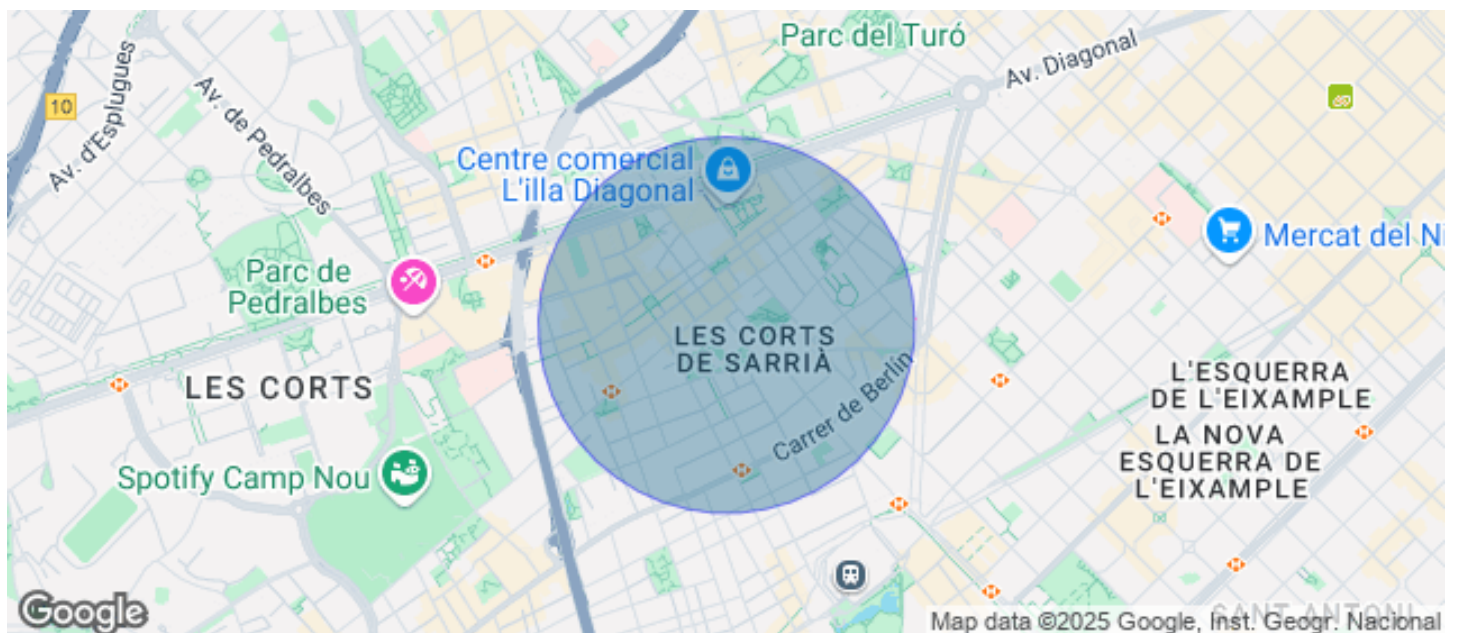 Parc del Turó
Av. Diagonal
10
Av. d'Esplugues
Av. de Pedralbes
Centre comercial
L'illa Diagonal
Mercat del Ni
Parc de
Pedralbes
LES CORTS
DE SARRIÀ
LES CORTS
L'ESQUERRA
DE L'EIXAMPLE
Carrer de Berlín
LA NOVA
ESQUERRA DE
L'EIXAMPLE
Spotify Camp Nou
SANT ANTONI
Google
Map data ©2025 Google, Inst. Geogr. Nacional